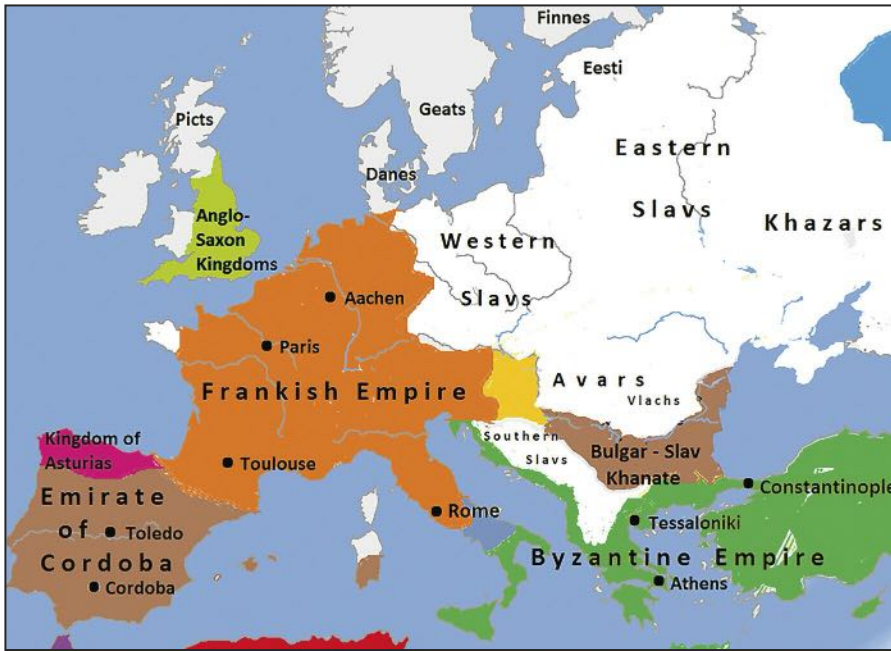 Finnes
Eesti
Geats
Picts
Eastern
Slavs
Danes
Khazars
Anglo-
Saxon
Kingdoms
Western
Slavs
Aachen
Paris
Frankish Empire
Avars
Vlachs
Kingdom of
Asturias
Southern
Slavs
Bulgar - Slav
Khanate
Toulouse
Constantinople
Emirate
of
Toledo
Cordoba
Cordoba
Rome
Tessaloniki
Byzantine Empire
Athens